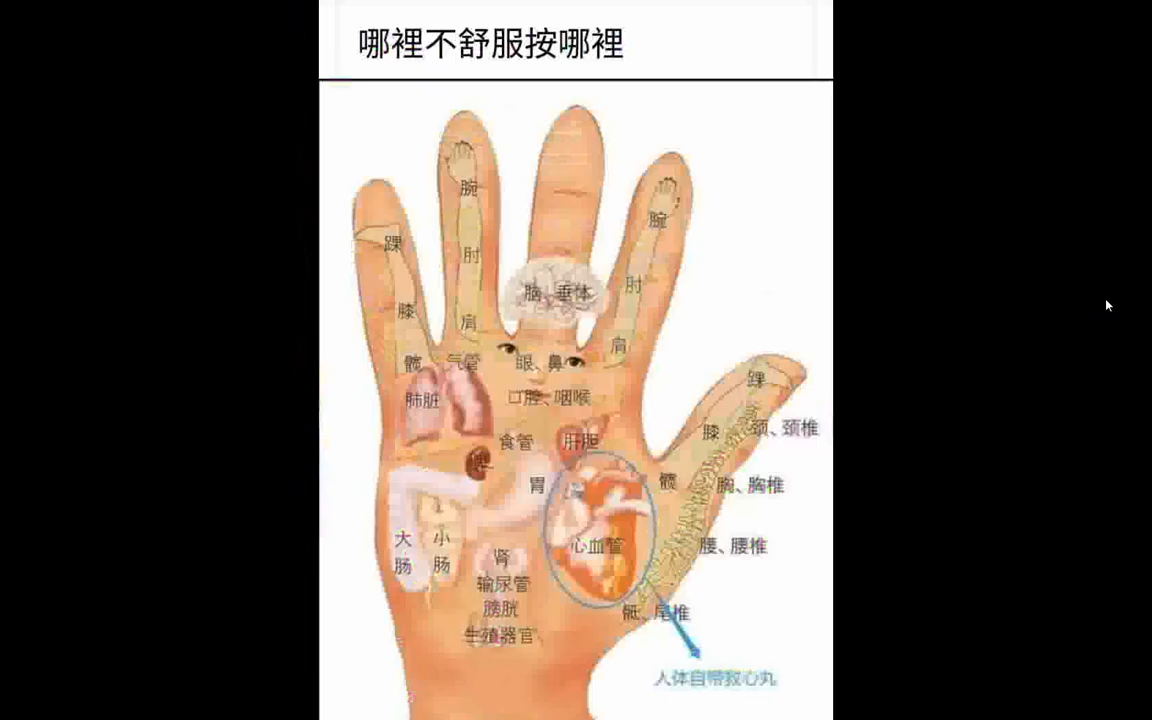 哪裡不舒服按哪裡
腕
腕
踝
肘
肘
脑、垂体
膝
肩
肩
髋
气管
眼、鼻
踝
肺脏
口腔、咽喉
膝
颈、颈椎
食管
肝胆
脾
胃
髋
胸、胸椎
大肠
小肠
心血管
腰、腰椎
肾
输尿管
膀胱
骶、尾椎
生殖器官
人体自带救心丸